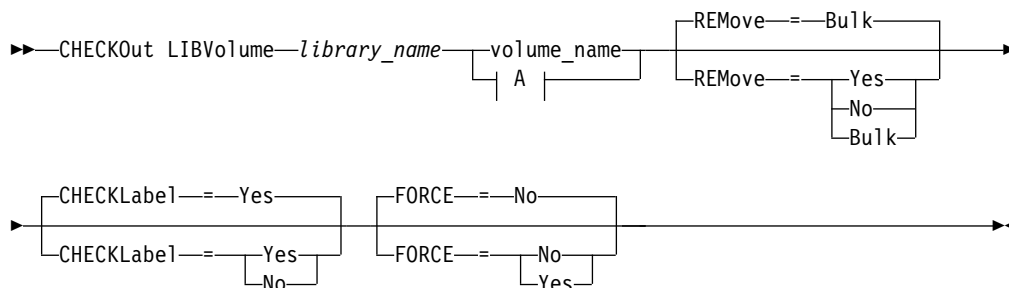 REMove = Bulk
CHECKOut LIBVolume library_name volume_name
A
REMove = Yes
No
Bulk
CHECKLabel = Yes
FORCE = No
CHECKLabel = Yes
No
FORCE = No
Yes